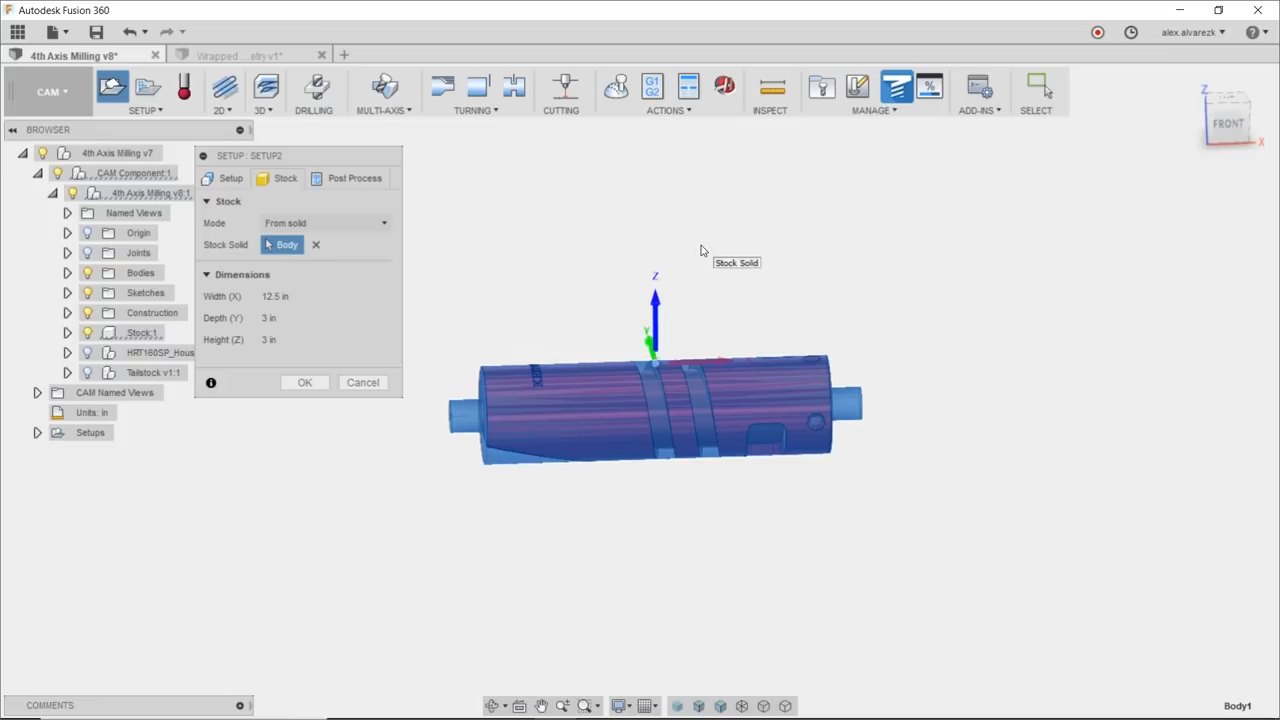 Autodesk Fusion 360
alex.alvarezk
4th Axis Milling v8*
Wrapped ...etry v1*
CAM
G1
G2
SETUP
2D
3D
DRILLING
MULTI-AXIS
TURNING
CUTTING
ACTIONS
INSPECT
MANAGE
ADD-INS
SELECT
BROWSER
Z
FRONT
X
4th Axis Milling v7
CAM Component:1
4th Axis Milling v8:1
Named Views
Origin
Joints
Bodies
Sketches
Construction
Stock:1
HRT160SP_Hous
Tailstock v1:1
CAM Named Views
Units: in
Setups
SETUP : SETUP2
Setup
Stock
Post Process
Stock
Mode
From solid
Stock Solid
Body
Dimensions
Width (X)
12.5 in
Depth (Y)
3 in
Height (Z)
3 in
OK
Cancel
Stock Solid
Z
Y
COMMENTS
Body1